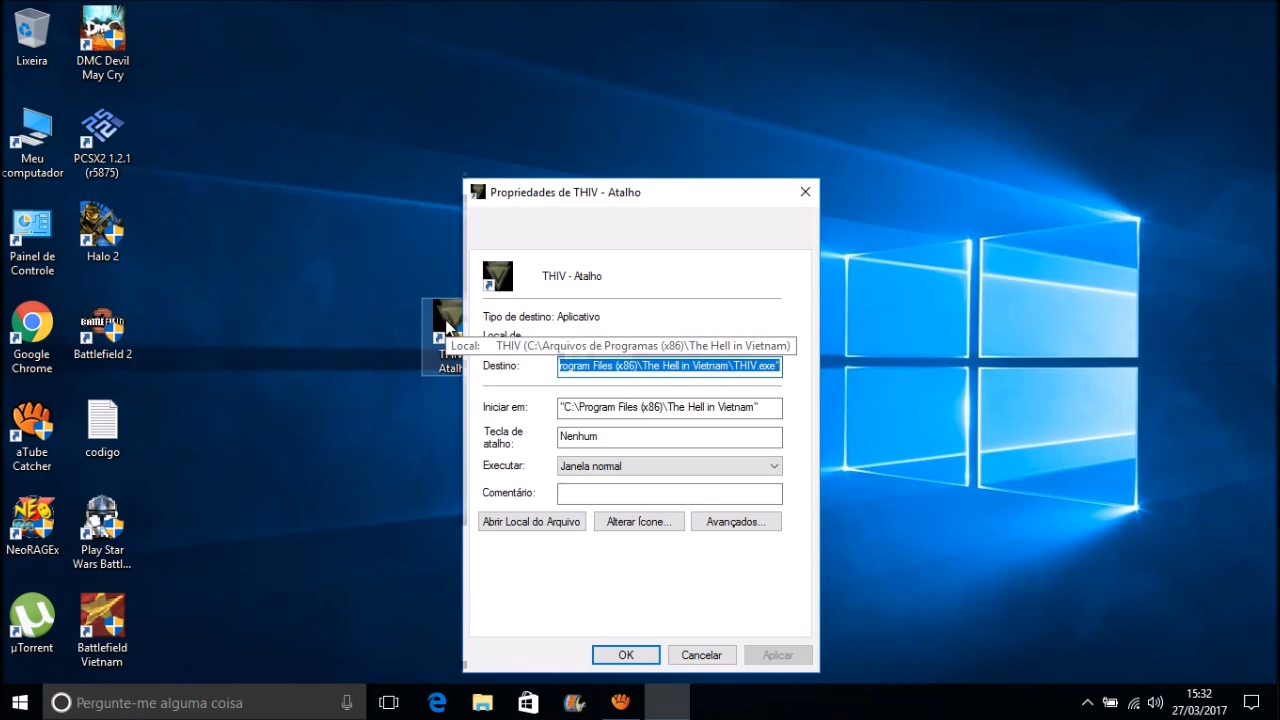 Lixeira
DMC Devil
May Cry
Meu
computador
PCSX2 1.2.1
(r5875)
Painel de
Controle
Halo 2
Google
Chrome
Battlefield 2
aTube
Catcher
codigo
NeoRAGEx
Play Star
Wars Battl...
µTorrent
Battlefield
Vietnam
THIV
Atalh
Propriedades de THIV - Atalho
THIV - Atalho
Tipo de destino: Aplicativo
Local de
Local: THIV (C:\Arquivos de Programas (x86)\The Hell in Vietnam)
Destino: rogram Files (x86)\The Hell in Vietnam\THIV.exe"
Iniciar em: "C:\Program Files (x86)\The Hell in Vietnam"
Tecla de
atalho:
Nenhum
Executar: Janela normal
Comentário:
Abrir Local do Arquivo Alterar Ícone... Avançados...
OK Cancelar Aplicar
Pergunte-me alguma coisa
15:32
27/03/2017